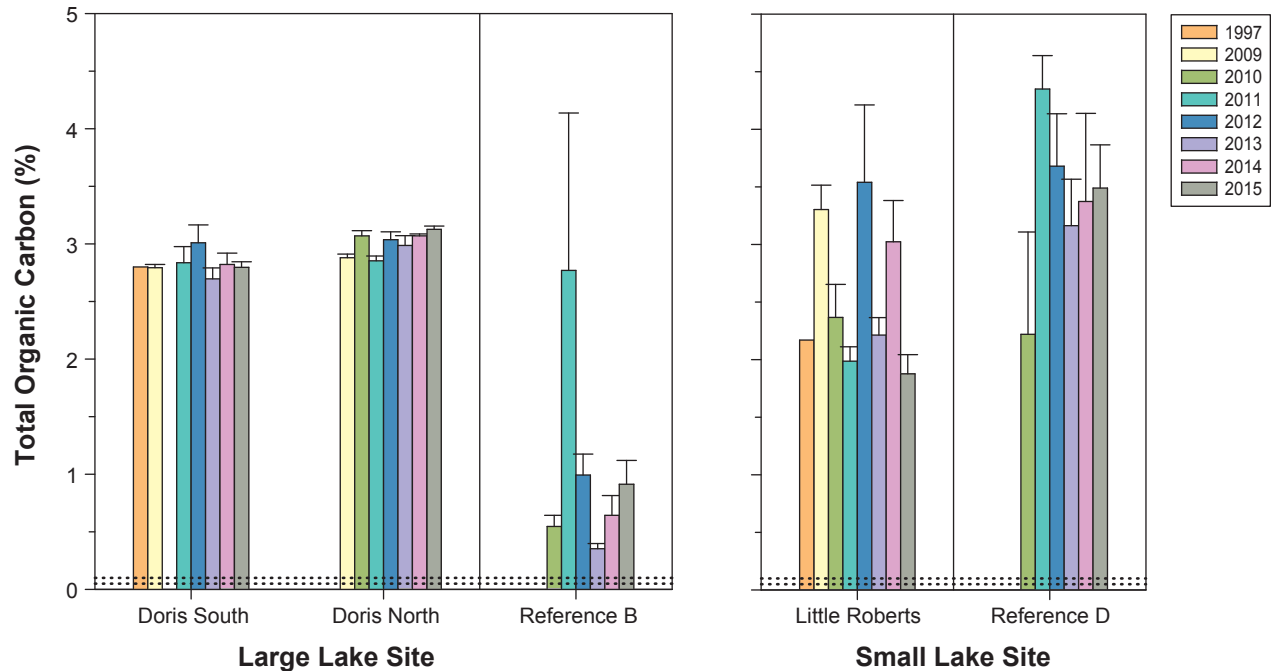 Total Organic Carbon (%)
5
4
3
2
1
0
Doris South
Doris North
Reference B
Large Lake Site
Little Roberts
Reference D
Small Lake Site
1997
2009
2010
2011
2012
2013
2014
2015